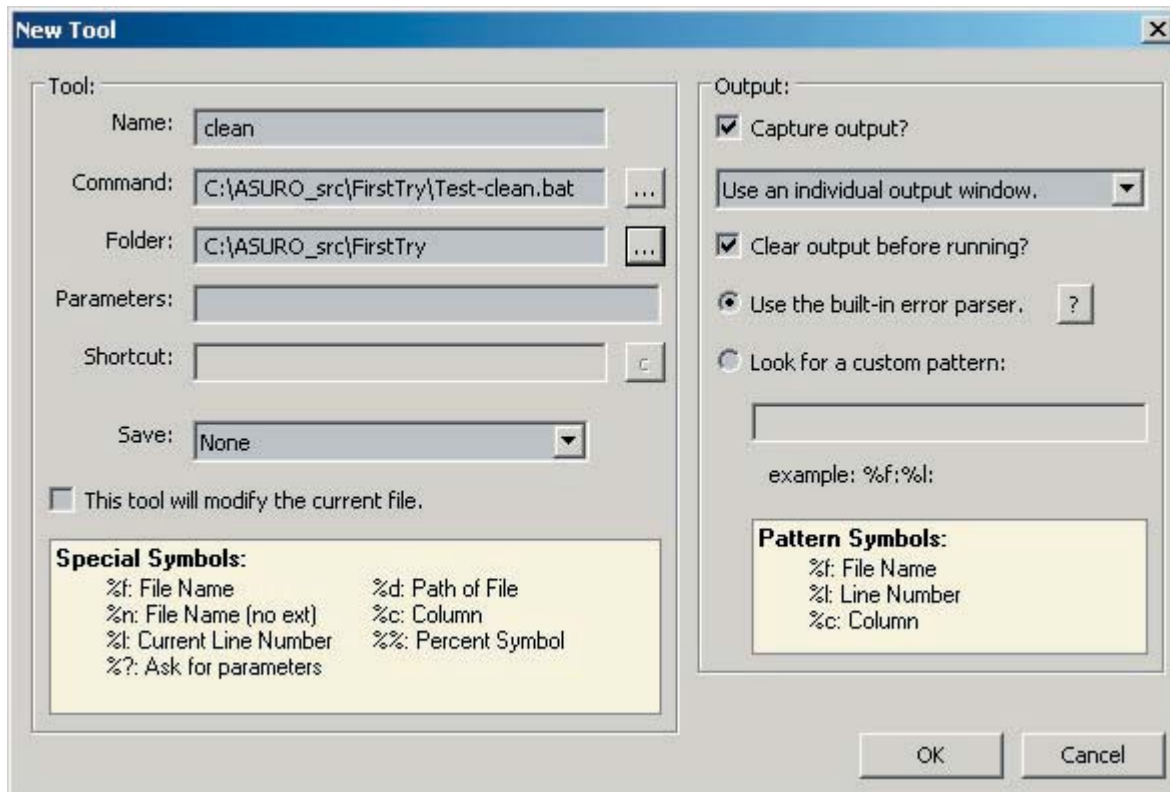 New Tool
Tool:
Name: clean
Command: C:\ASURO_src\FirstTry\Test-clean.bat ...
Folder: C:\ASURO_src\FirstTry ...
Parameters:
Shortcut: c
Save: None
This tool will modify the current file.
Special Symbols:
%f: File Name %d: Path of File
%n: File Name (no ext) %c: Column
%l: Current Line Number %%: Percent Symbol
%?: Ask for parameters
Output:
Capture output?
Use an individual output window.
Clear output before running?
Use the built-in error parser. ?
Look for a custom pattern:
example: %f:%l:
Pattern Symbols:
%f: File Name
%l: Line Number
%c: Column
OK Cancel